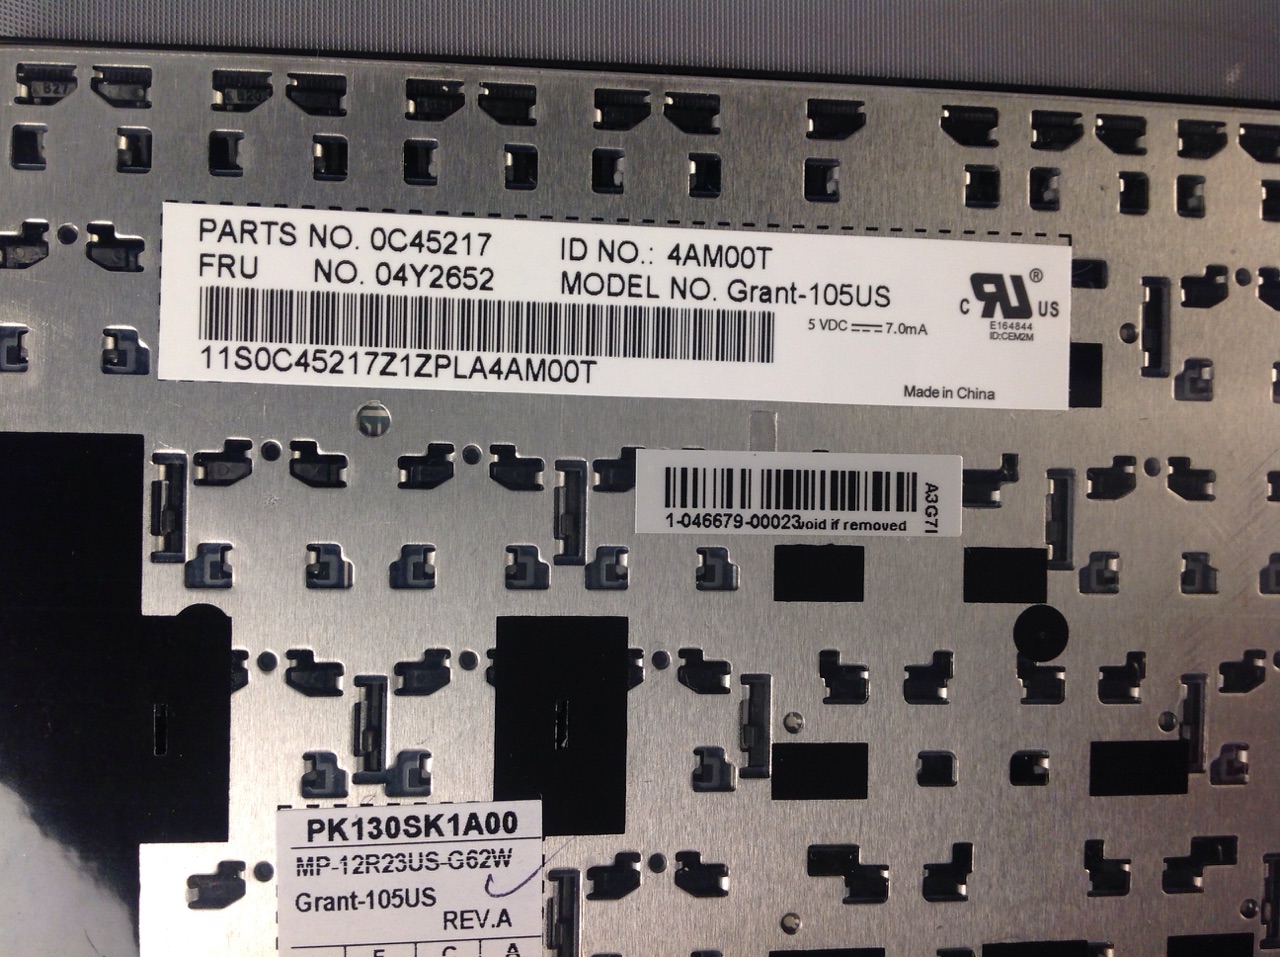 PARTS NO. 0C45217
ID NO.: 4AM00T
FRU NO. 04Y2652
MODEL NO. Grant-105US
11S0C45217Z1ZPLA4AM00T
5 VDC 7.0mA
C RU US ®
E164844
ID:CEM2M
Made in China
1-046679-00023
void if removed
A3G7I
PK130SK1A00
MP-12R23US-G62W
Grant-105US
REV.A
E C A